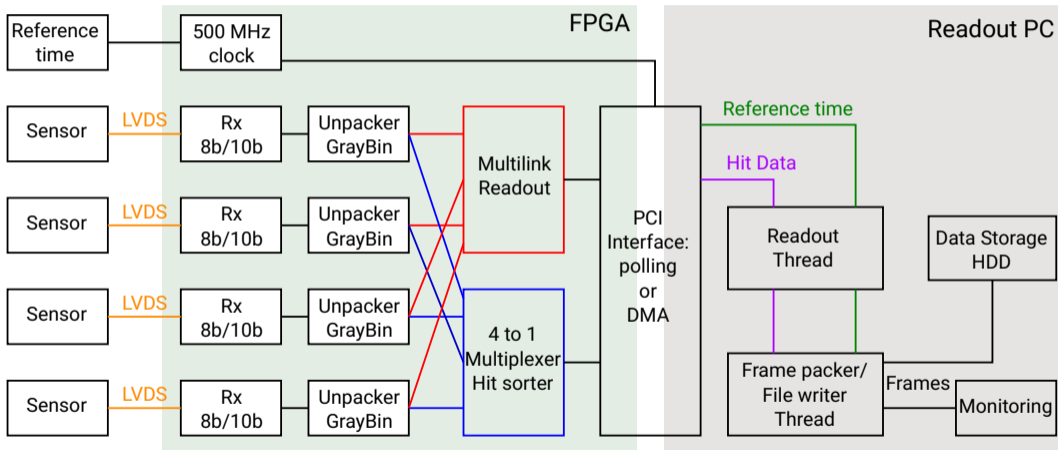 FPGA
Readout PC
Reference
time
500 MHz
clock
Sensor
LVDS
Rx
8b/10b
Unpacker
GrayBin
Sensor
LVDS
Rx
8b/10b
Unpacker
GrayBin
Sensor
LVDS
Rx
8b/10b
Unpacker
GrayBin
Sensor
LVDS
Rx
8b/10b
Unpacker
GrayBin
Multilink
Readout
4 to 1
Multiplexer
Hit sorter
PCI
Interface:
polling
or
DMA
Reference time
Hit Data
Readout
Thread
Data Storage
HDD
Frame packer/
File writer
Thread
Frames
Monitoring